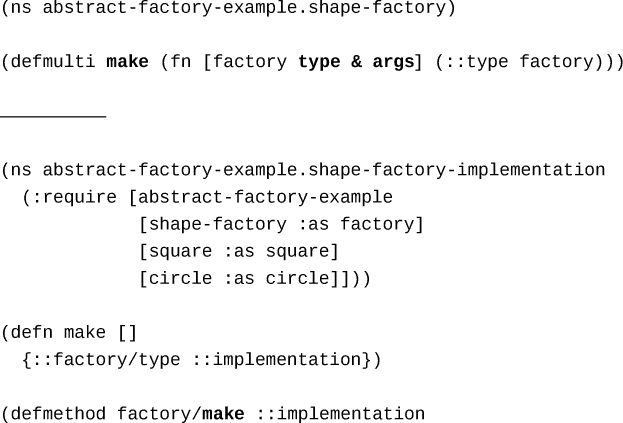 (ns abstract-factory-example.shape-factory)
(defmulti make (fn [factory type & args] (::type factory)))
(ns abstract-factory-example.shape-factory-implementation
(:require [abstract-factory-example
[shape-factory :as factory]
[square :as square]
[circle :as circle]]))
(defn make []
{::factory/type ::implementation})
(defmethod factory/make ::implementation